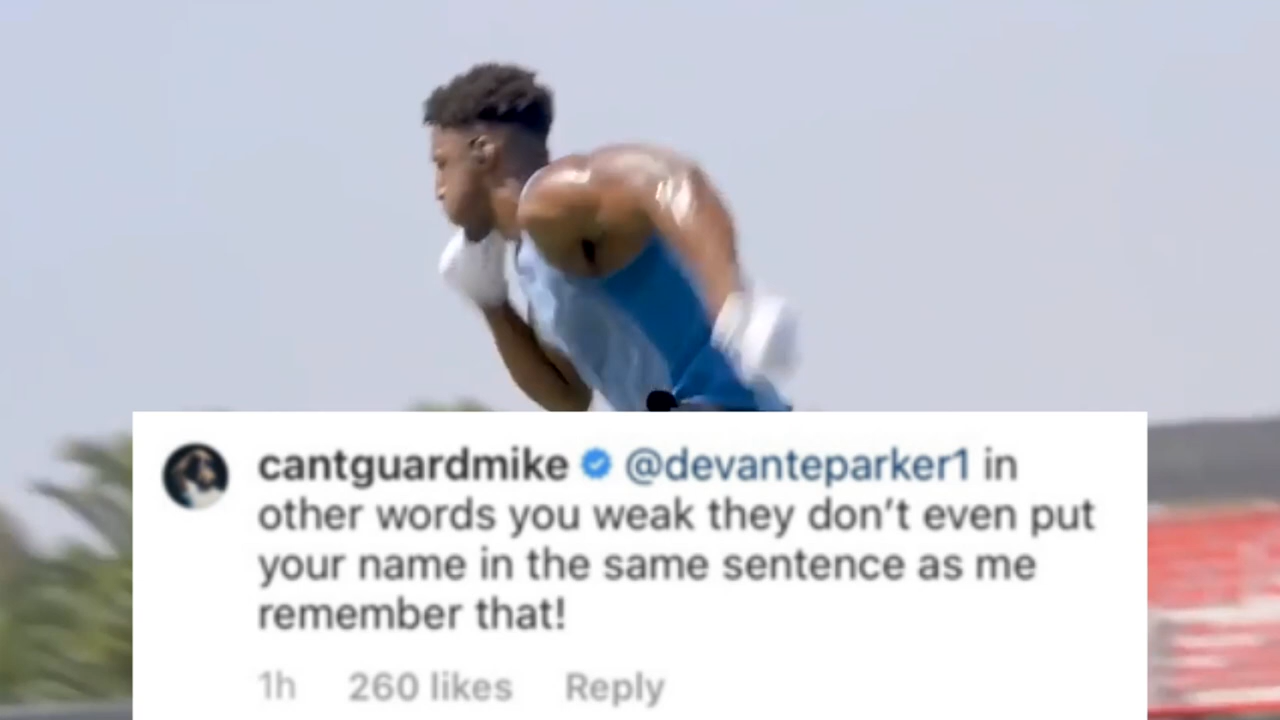 cantguardmike @devanteparker1 in
other words you weak they don’t even put
your name in the same sentence as me
remember that!
1h 260 likes Reply